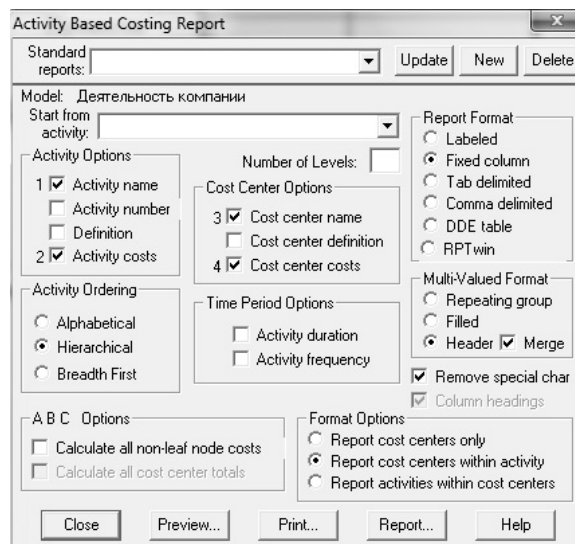 Activity Based Costing Report
Standard reports:
Update New Delete
Model: Деятельность компании
Start from activity:
Number of Levels:
Activity Options
1 Activity name
Activity number
Definition
2 Activity costs
Cost Center Options
3 Cost center name
Cost center definition
4 Cost center costs
Report Format
Labeled
Fixed column
Tab delimited
Comma delimited
DDE table
RPTwin
Activity Ordering
Alphabetical
Hierarchical
Breadth First
Time Period Options
Activity duration
Activity frequency
Multi-Valued Format
Repeating group
Filled
Header Merge
Remove special char
Column headings
A B C Options
Calculate all non-leaf node costs
Calculate all cost center totals
Format Options
Report cost centers only
Report cost centers within activity
Report activities within cost centers
Close Preview... Print... Report... Help